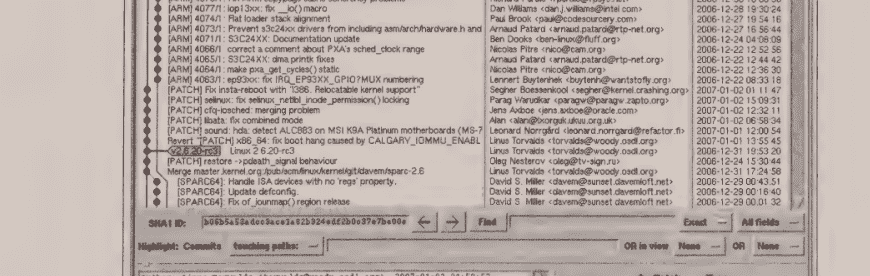 [ARM] 4077/1: iop13xx: fix __io() macro Dan Williams <dan.j.williams@intel.com> 2006-12-28 19:30:24
[ARM] 4074/1: Flat loader stack alignment Paul Brook <paul@codesourcery.com> 2006-12-27 19:54:16
[ARM] 4073/1: Prevent s3c24xx drivers from including asm/arch/hardware.h and Arnaud Patard <arnaud.patard@rtp-net.org> 2006-12-27 16:56:44
[ARM] 4071/1: S3C24XX: Documentation update Ben Dooks <ben-linux@fluff.org> 2006-12-24 04:08:09
[ARM] 4066/1: correct a comment about PXA's sched_clock range Nicolas Pitre <nico@cam.org> 2006-12-22 12:52:56
[ARM] 4065/1: S3C24XX: dma printk fixes Arnaud Patard <arnaud.patard@rtp-net.org> 2006-12-22 12:44:42
[ARM] 4064/1: make pxa_get_cycles() static Nicolas Pitre <nico@cam.org> 2006-12-22 12:36:30
[ARM] 4063/1: ep93xx: fix IRQ_EP93XX_GPIO?MUX numbering Lennert Buytenhek <buytenh@wantstofly.org> 2006-12-22 08:33:18
[PATCH] Fix insta-reboot with "i386: Relocatable kernel support" Segher Boessenkool <segher@kernel.crashing.org> 2007-01-02 01:11:47
[PATCH] selinux: fix selinux_netlbl_inode_permission() locking Parag Warudkar <paragw@paragw.zapto.org> 2007-01-02 15:09:31
[PATCH] cfq-iosched: merging problem Jens Axboe <jens.axboe@oracle.com> 2007-01-02 12:32:11
[PATCH] libata: fix combined mode Alan <alan@lxorguk.ukuu.org.uk> 2007-01-02 06:58:34
[PATCH] sound: hda: detect ALC883 on MSI K9A Platinum motherboards (MS-7 Leonard Norrgård <leonard.norrgard@refactor.fi> 2007-01-01 12:00:54
Revert "[PATCH] x86_64: fix boot hang caused by CALGARY_IOMMU_ENABL Linus Torvalds <torvalds@woody.osdl.org> 2007-01-01 13:55:45
v2.6.20-rc3 Linux 2.6.20-rc3 Linus Torvalds <torvalds@woody.osdl.org> 2006-12-31 19:53:20
[PATCH] restore ->pdeath_signal behaviour Oleg Nesterov <oleg@tv-sign.ru> 2006-12-24 15:30:44
Merge master.kernel.org:/pub/scm/linux/kernel/git/davem/sparc-2.6 Linus Torvalds <torvalds@woody.osdl.org> 2006-12-31 17:24:58
[SPARC64]: Handle ISA devices with no 'regs' property. David S. Miller <davem@sunset.davemloft.net> 2006-12-29 00:43:51
[SPARC64]: Update defconfig. David S. Miller <davem@sunset.davemloft.net> 2006-12-29 00:16:40
[SPARC64]: Fix of_iounmap() region release David S. Miller <davem@sunset.davemloft.net> 2006-12-29 00:01:32
SHA1 ID: Find Exact All fields
Highlight: Commits touching paths: OR in view None OR None